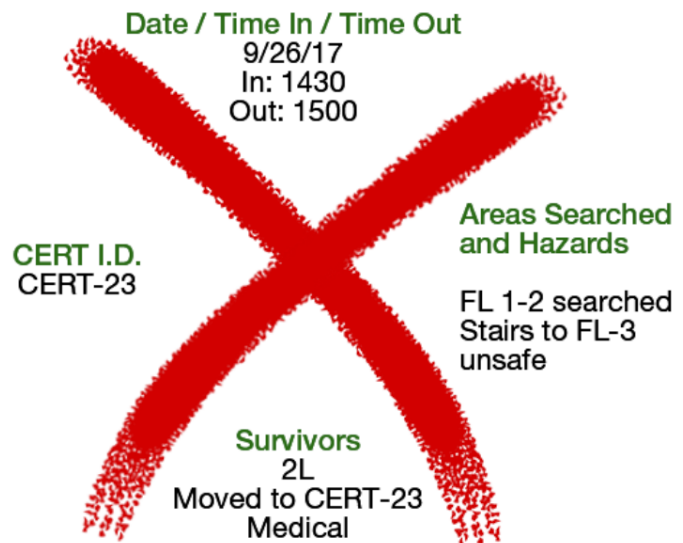 Date / Time In / Time Out
9/26/17
In: 1430
Out: 1500
CERT I.D.
CERT-23
Areas Searched
and Hazards
FL 1-2 searched
Stairs to FL-3
unsafe
Survivors
2L
Moved to CERT-23
Medical